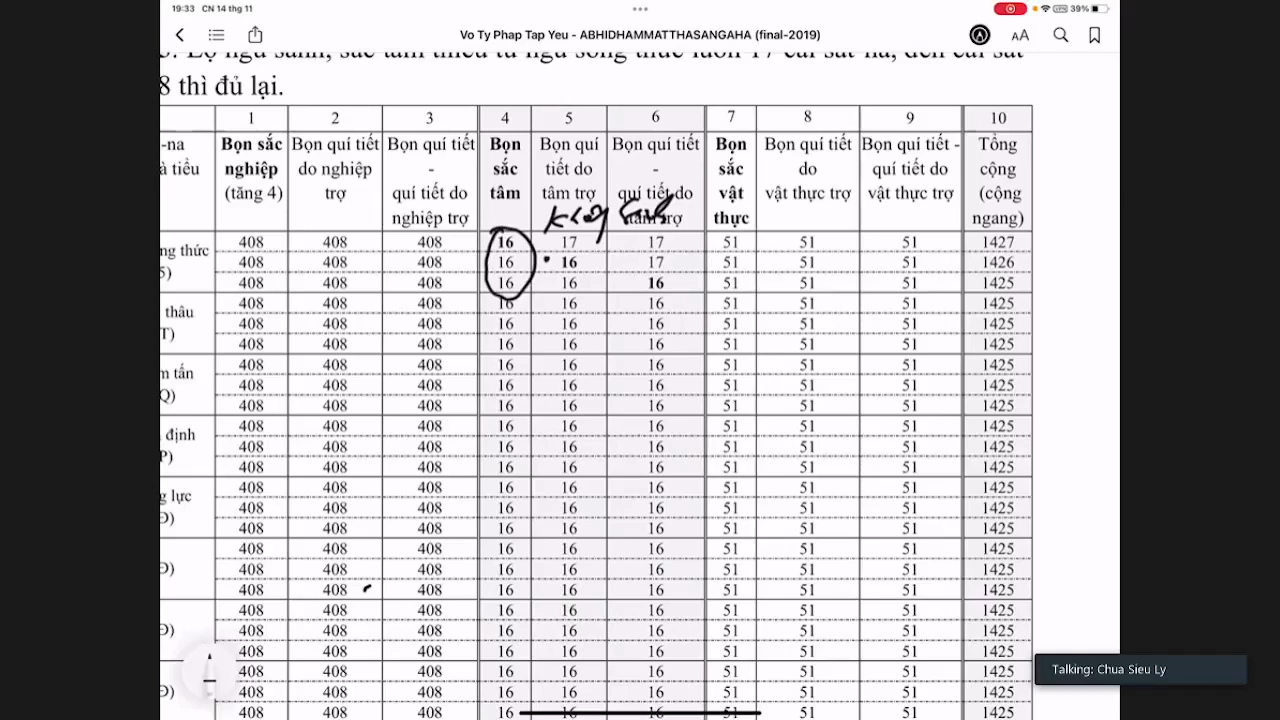 19:33 CN 14 thg 11
39%
Vo Ty Phap Tap Yeu - ABHIDHAMMATTHASANGAHA (final-2019)
AA
8 thì đủ lại.
1 2 3 4 5 6 7 8 9 10
-na à tiểu
Bọn sắc nghiệp (tăng 4)
Bọn quí tiết do nghiệp trợ
Bọn quí tiết - quí tiết do nghiệp trợ
Bọn sắc tâm
Bọn quí tiết do tâm trợ
Bọn quí tiết - quí tiết do tâm trợ
Bọn sắc vật thực
Bọn quí tiết do vật thực trợ
Bọn quí tiết - quí tiết do vật thực trợ
Tổng cộng (cộng ngang)
ng thức
5)
408 408 408 16 17 17 51 51 51 1427
408 408 408 16 16 17 51 51 51 1426
408 408 408 16 16 16 51 51 51 1425
thâu
T)
408 408 408 16 16 16 51 51 51 1425
408 408 408 16 16 16 51 51 51 1425
408 408 408 16 16 16 51 51 51 1425
n tấn
Q)
408 408 408 16 16 16 51 51 51 1425
408 408 408 16 16 16 51 51 51 1425
408 408 408 16 16 16 51 51 51 1425
định
P)
408 408 408 16 16 16 51 51 51 1425
408 408 408 16 16 16 51 51 51 1425
408 408 408 16 16 16 51 51 51 1425
g lực
Đ)
408 408 408 16 16 16 51 51 51 1425
408 408 408 16 16 16 51 51 51 1425
408 408 408 16 16 16 51 51 51 1425
Đ)
408 408 408 16 16 16 51 51 51 1425
408 408 408 16 16 16 51 51 51 1425
408 408 408 16 16 16 51 51 51 1425
Đ)
408 408 408 16 16 16 51 51 51 1425
408 408 408 16 16 16 51 51 51 1425
408 408 408 16 16 16 51 51 51 1425
Đ)
408 408 408 16 16 16 51 51 51 1425
408 408 408 16 16 16 51 51 51 1425
408 408 408 16 16 16 51 51 51 1425
Talking: Chua Sieu Ly